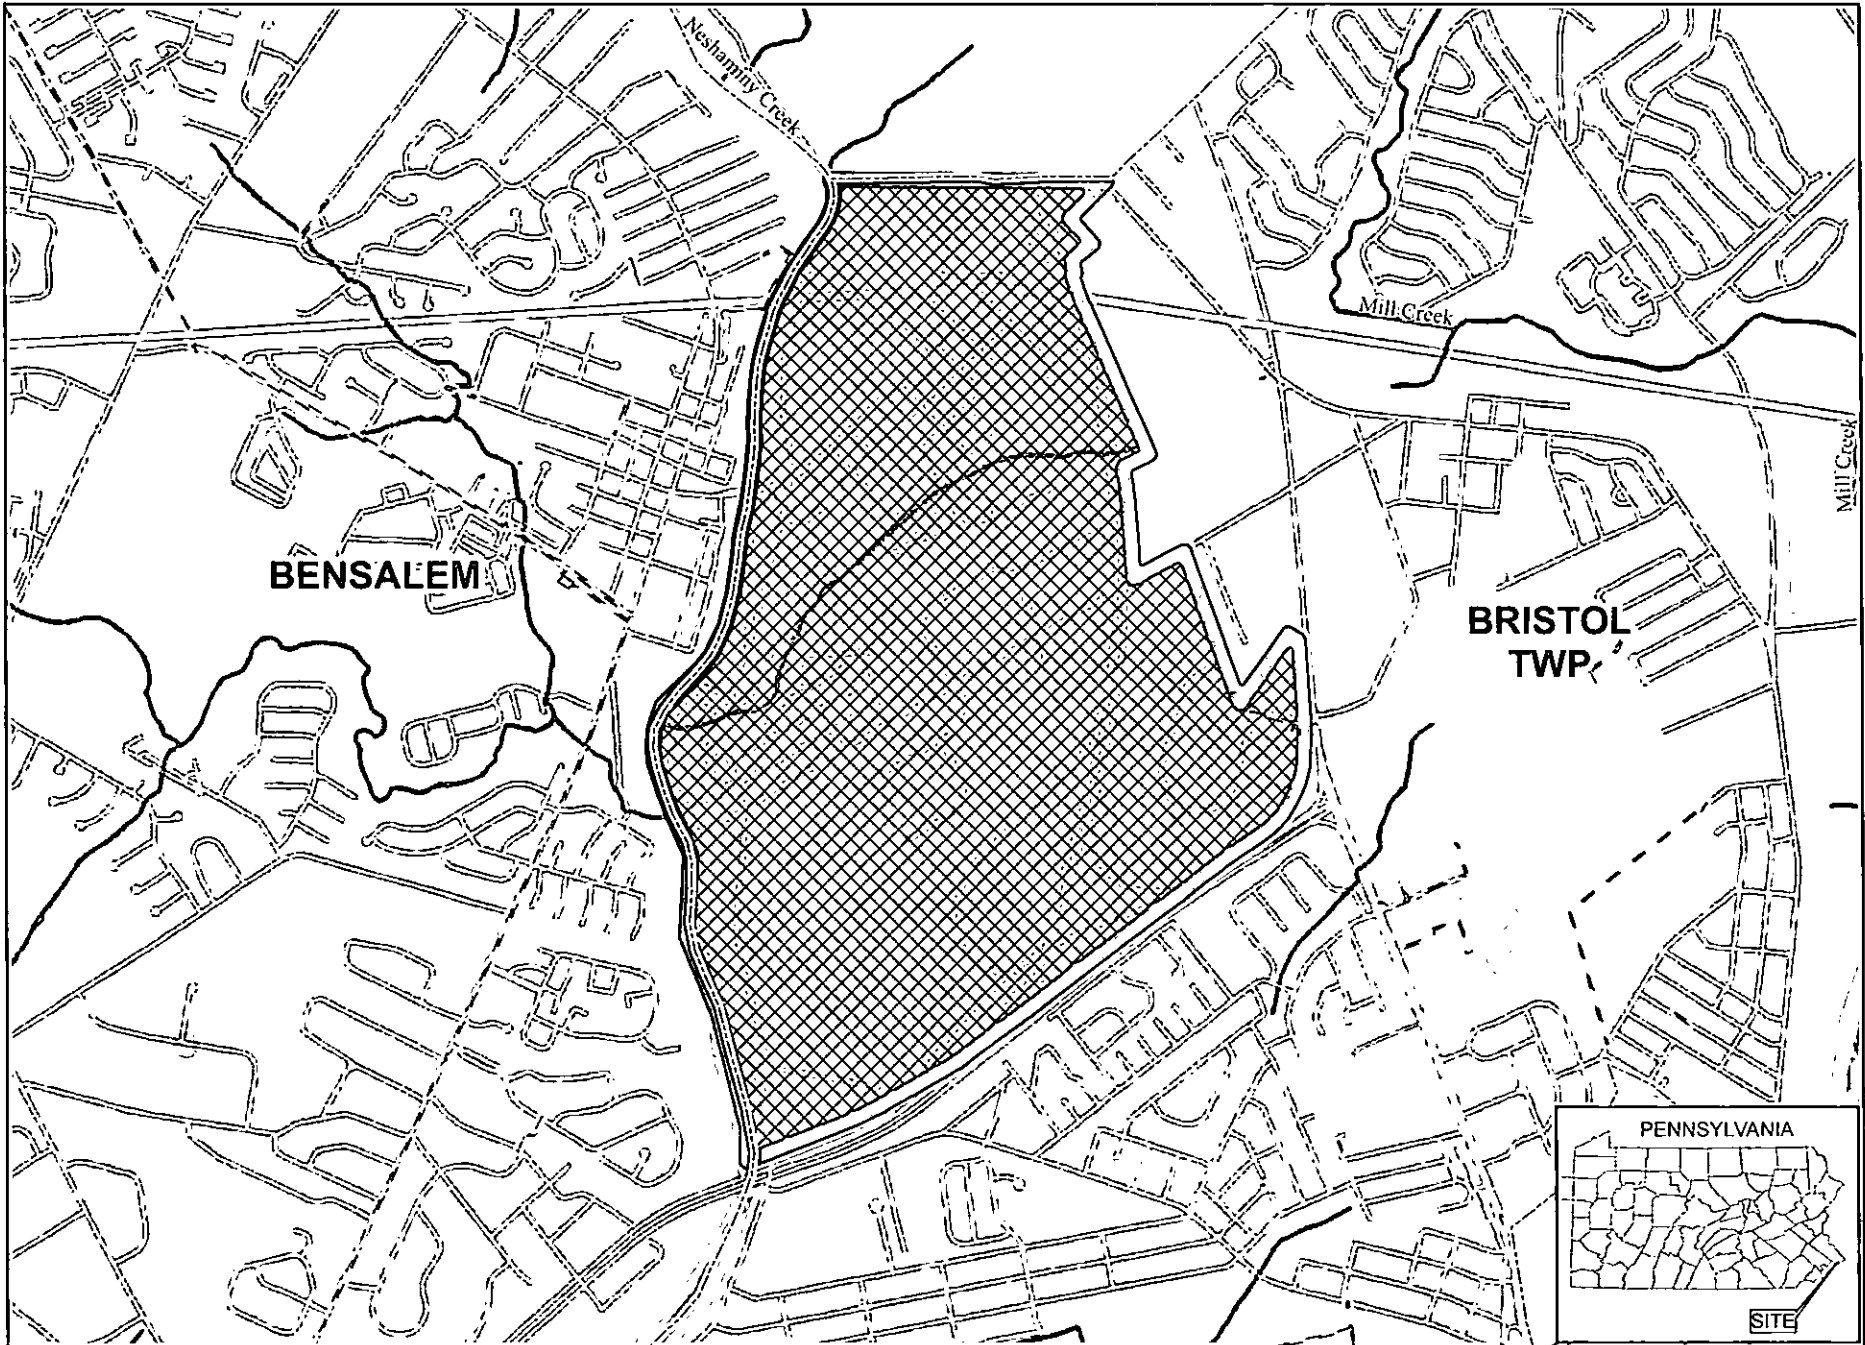 Neshaminy Creek
Mill Creek
Mill Creek
BENSALEM
BRISTOL
TWP
PENNSYLVANIA
SITE